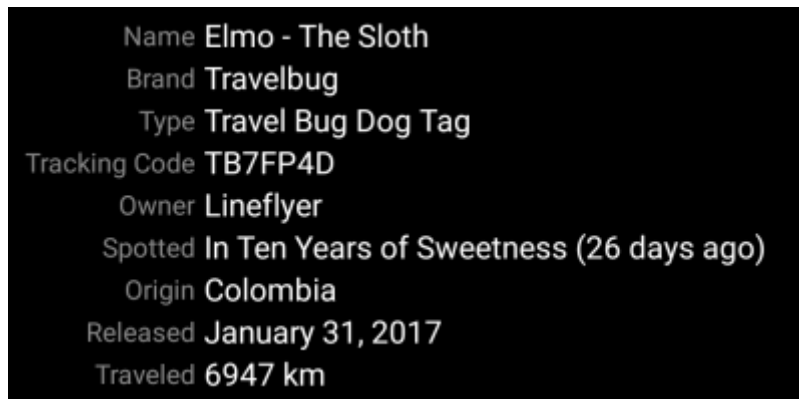 Name Elmo - The Sloth
Brand Travelbug
Type Travel Bug Dog Tag
Tracking Code TB7FP4D
Owner Lineflyer
Spotted In Ten Years of Sweetness (26 days ago)
Origin Colombia
Released January 31, 2017
Traveled 6947 km